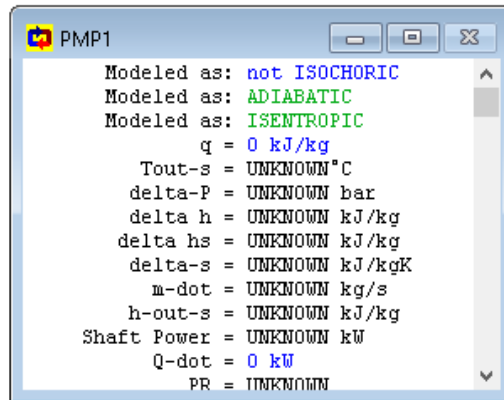 PMP1
Modeled as: not ISOCHORIC
Modeled as: ADIABATIC
Modeled as: ISENTROPIC
q = 0 kJ/kg
Tout-s = UNKNOWN°C
delta-P = UNKNOWN bar
delta h = UNKNOWN kJ/kg
delta hs = UNKNOWN kJ/kg
delta-s = UNKNOWN kJ/kgK
m-dot = UNKNOWN kg/s
h-out-s = UNKNOWN kJ/kg
Shaft Power = UNKNOWN kW
Q-dot = 0 kW
PR = UNKNOWN